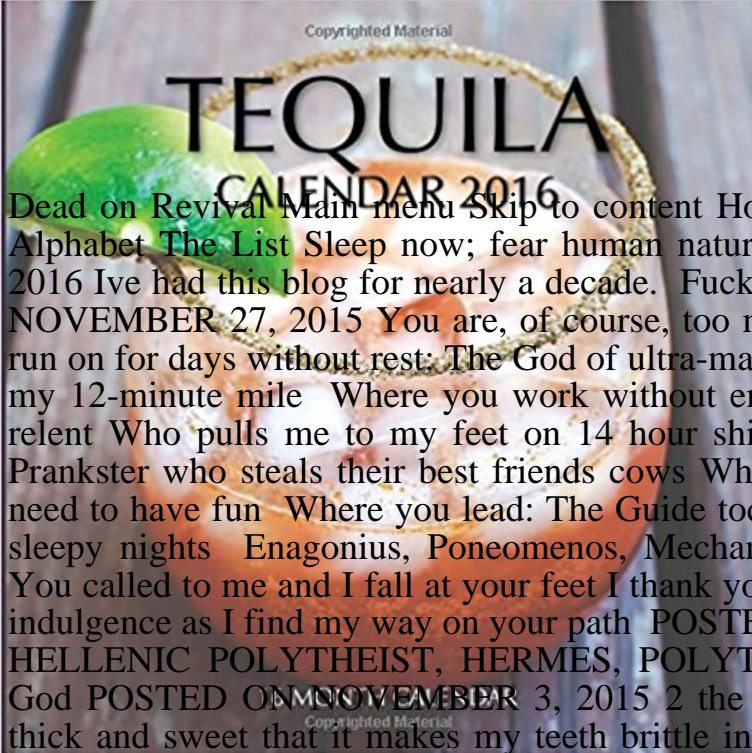 Copyrighted Material
TEQUILA
CALENDAR 2016
Dead on Revival Main menu Skip to content Ho
Alphabet The List Sleep now; fear human natur
2016 Ive had this blog for nearly a decade. Fuck
NOVEMBER 27, 2015 You are, of course, too
run on for days without rest: The God of ultra-ma
my 12-minute mile Where you work without en
relent Who pulls me to my feet on 14 hour shi
Prankster who steals their best friends cows Wh
need to have fun Where you lead: The Guide too
sleepy nights Enagonius, Poneomenos, Mechan
You called to me and I fall at your feet I thank yo
indulgence as I find my way on your path POSTE
HELLENIC POLYTHEIST, HERMES, POLYT
God POSTED ON NOVEMBER 3, 2015 2 the
MONTH CALENDAR
Copyrighted Material
thick and sweet that it makes my teeth brittle in